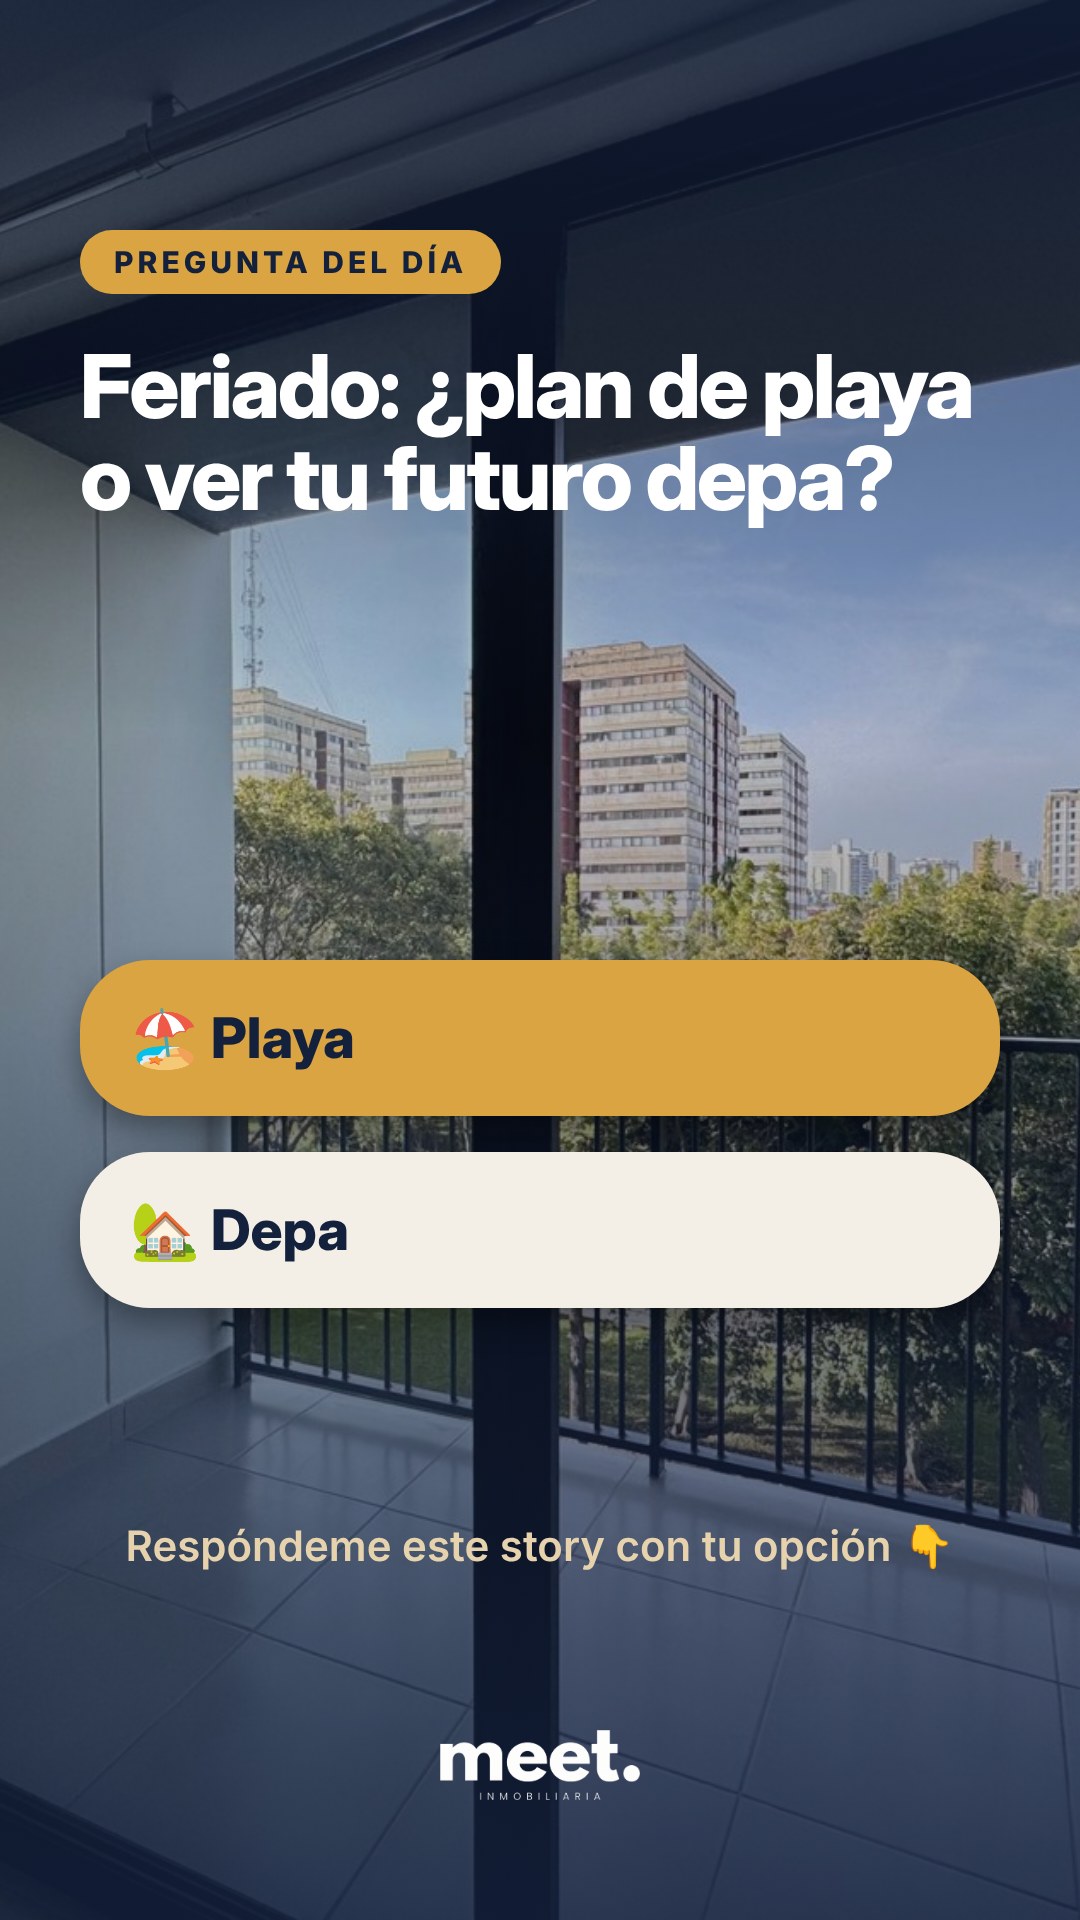 PREGUNTA DEL DÍA
Feriado: ¿plan de playa
o ver tu futuro depa?
🏖️ Playa
🏡 Depa
Respóndeme este story con tu opción 👇
meet.
INMOBILIARIA